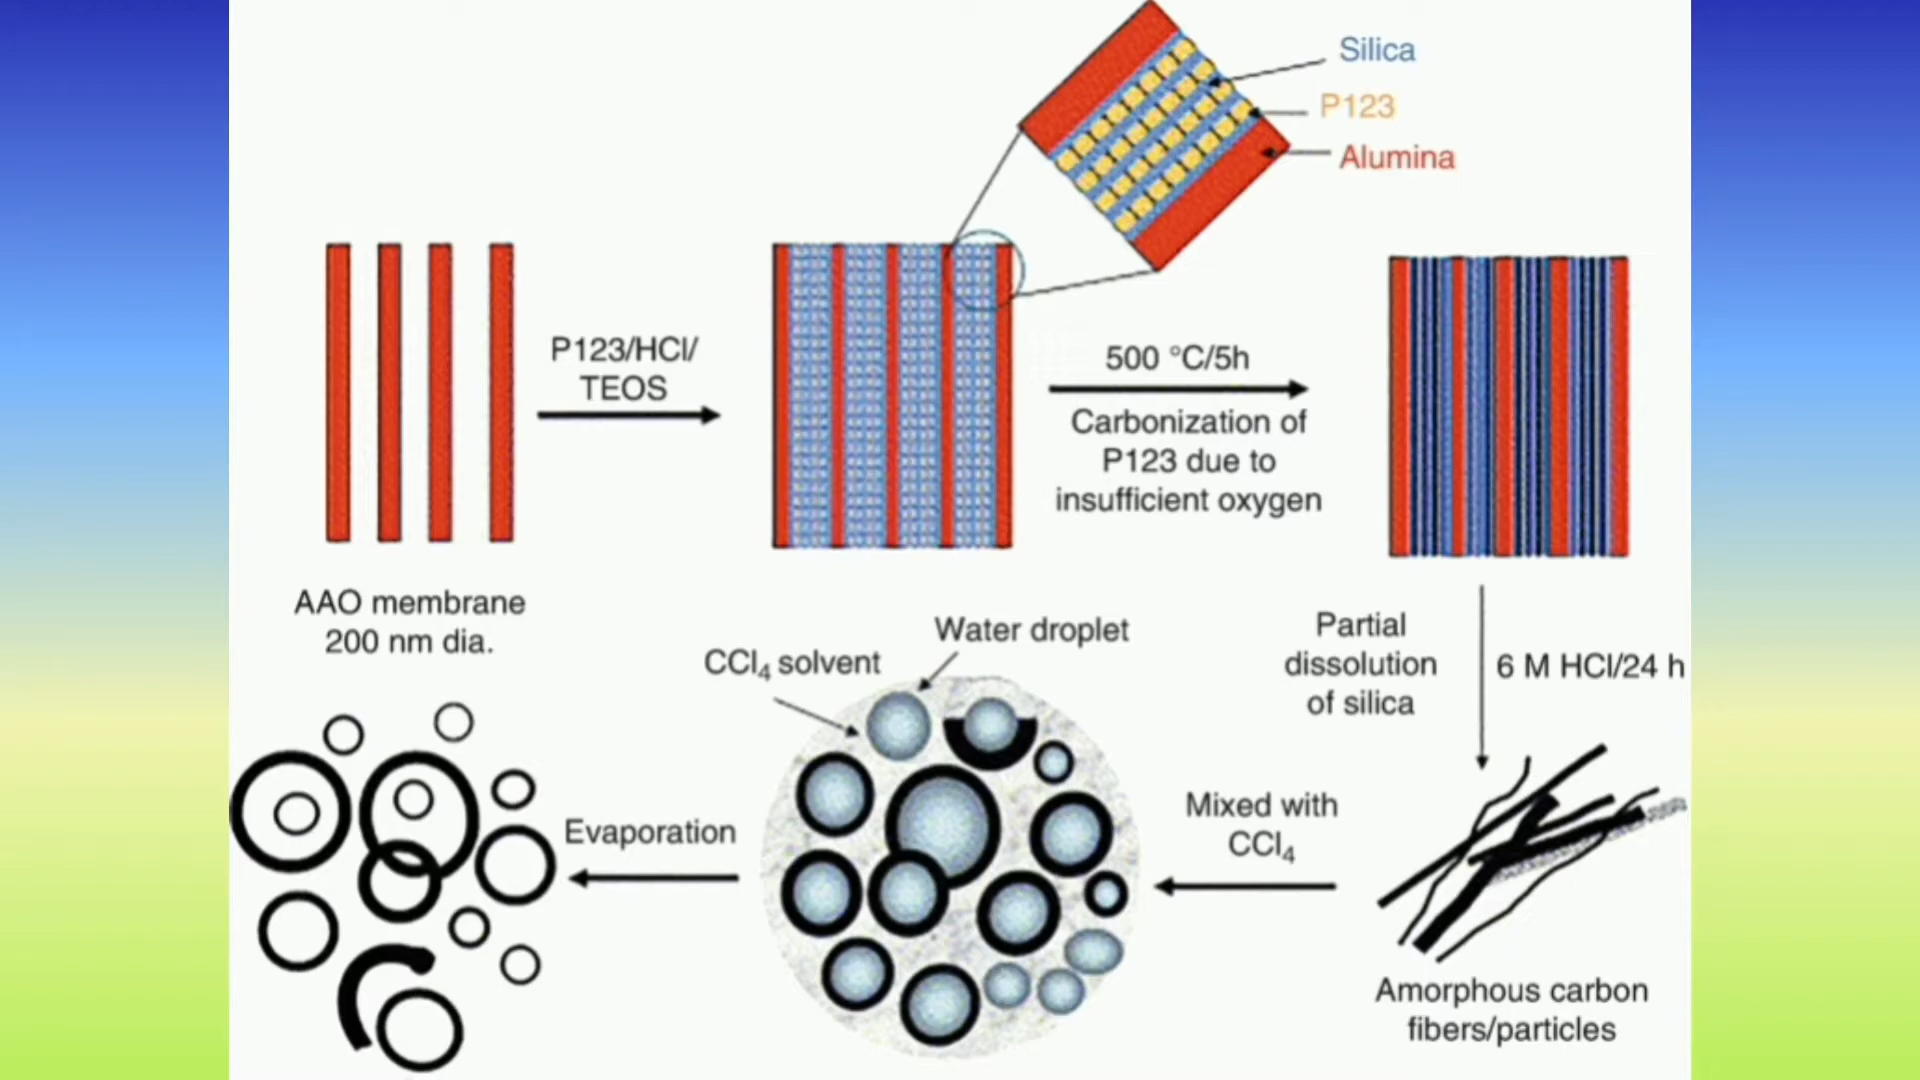 Silica
P123
Alumina
P123/HCl/
TEOS
500 °C/5h
Carbonization of
P123 due to
insufficient oxygen
AAO membrane
200 nm dia.
Partial
dissolution
of silica
6 M HCl/24 h
Water droplet
CCl₄ solvent
Evaporation
Mixed with
CCl₄
Amorphous carbon
fibers/particles